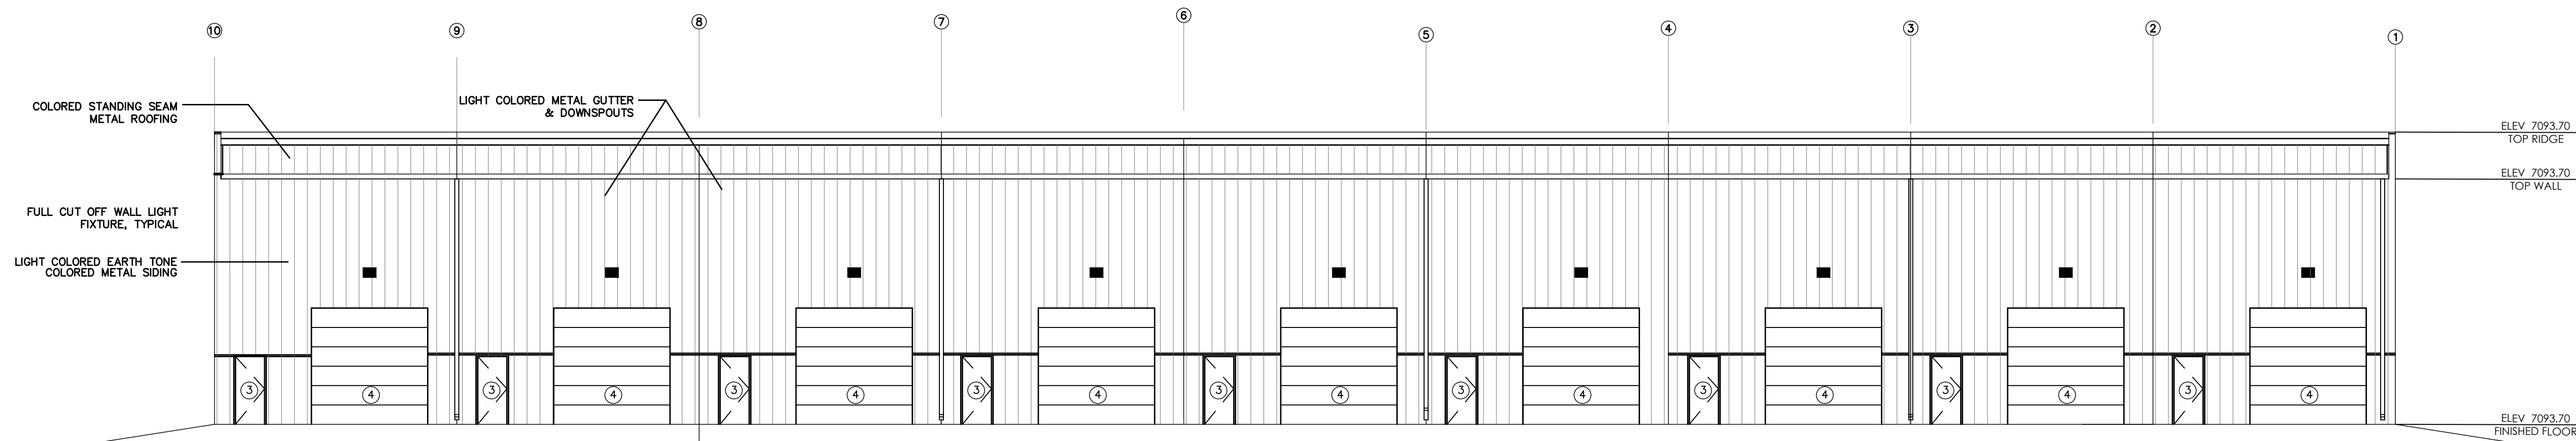 10
9
8
7
6
5
4
3
2
1
COLORED STANDING SEAM
METAL ROOFING
LIGHT COLORED METAL GUTTER
& DOWNSPOUTS
ELEV 7093.70
TOP RIDGE
ELEV 7093.70
TOP WALL
FULL CUT OFF WALL LIGHT
FIXTURE, TYPICAL
LIGHT COLORED EARTH TONE
COLORED METAL SIDING
3
4
3
4
3
4
3
4
3
4
3
4
3
4
3
4
3
4
ELEV 7093.70
FINISHED FLOOR